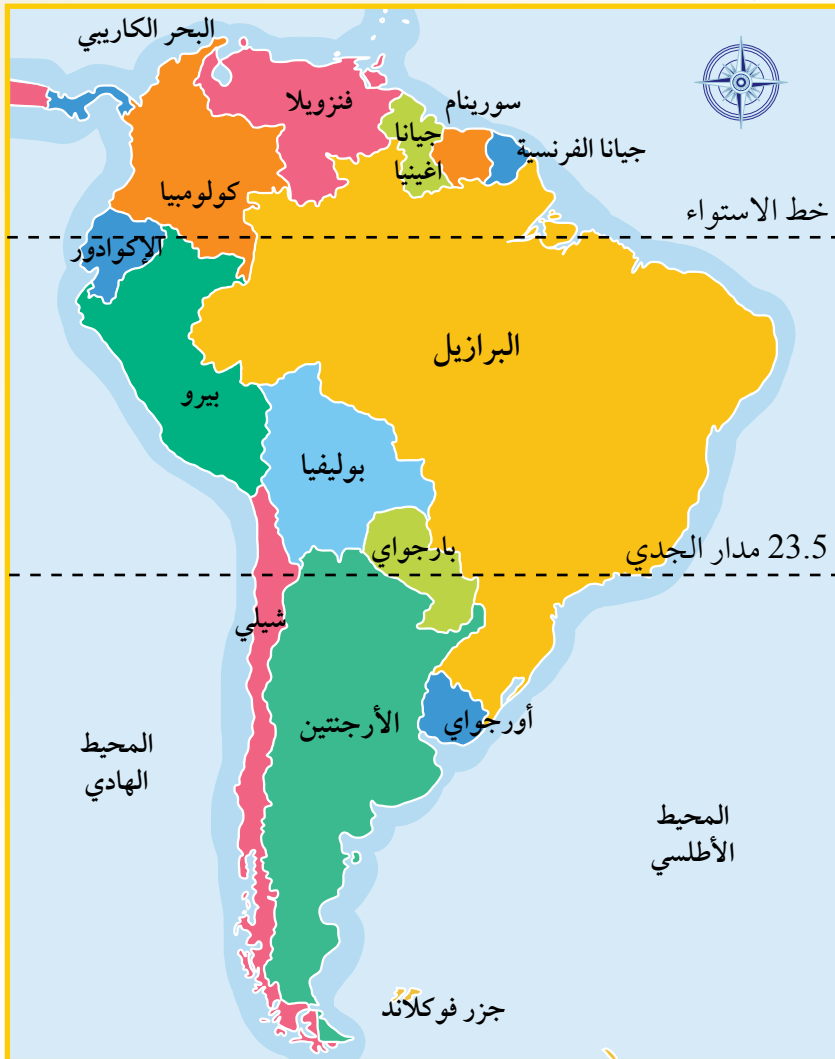 البحر الكاريبي
فنزويلا
سورينام
جيانا
اغينيا
جيانا الفرنسية
كولومبيا
خط الاستواء
الإكوادور
البرازيل
بيرو
بوليفيا
بارجواي
23.5 مدار الجدي
شيلي
الأرجنتين
أورجواي
المحيط
الهادي
المحيط
الأطلسي
جزر فوكلاند